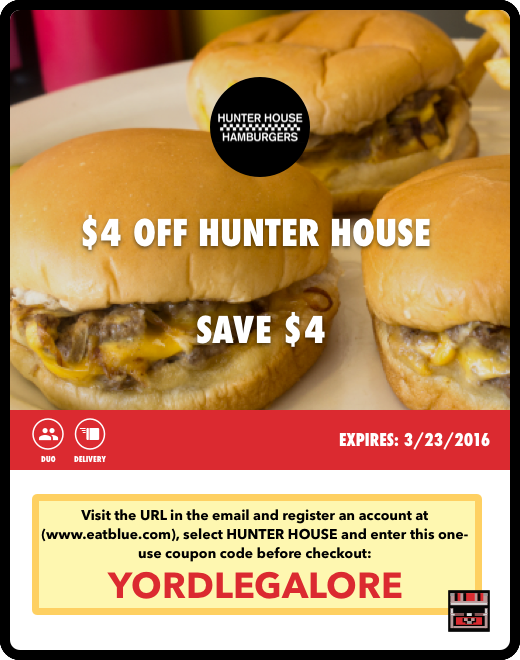 HUNTER HOUSE
HAMBURGERS
$4 OFF HUNTER HOUSE
SAVE $4
DUO
DELIVERY
EXPIRES: 3/23/2016
Visit the URL in the email and register an account at
(www.eatblue.com), select HUNTER HOUSE and enter this one-
use coupon code before checkout:
YORDLEGALORE